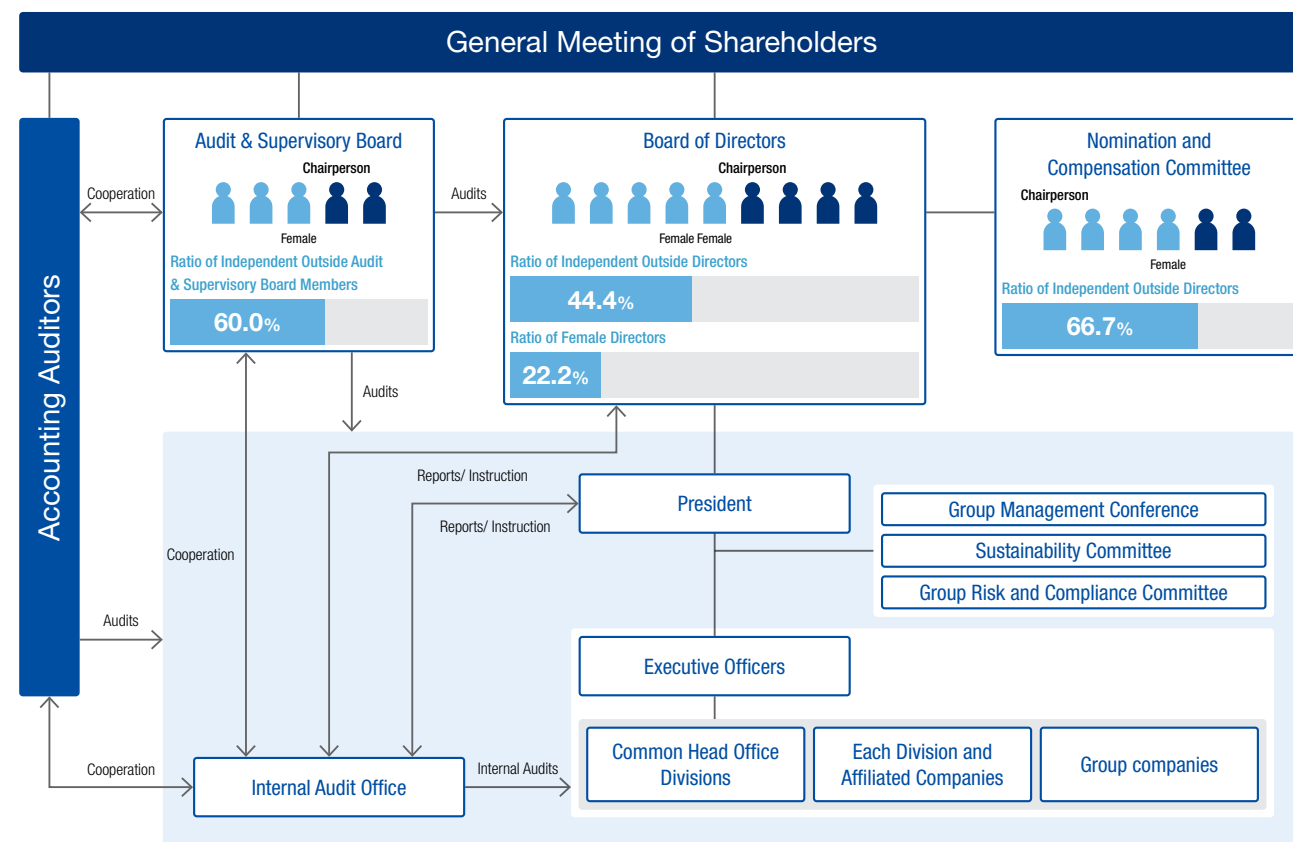 General Meeting of Shareholders
Accounting Auditors
Cooperation
Audit & Supervisory Board
Chairperson
Female
Ratio of Independent Outside Audit
& Supervisory Board Members
60.0%
Audits
Board of Directors
Chairperson
Female Female
Ratio of Independent Outside Directors
44.4%
Ratio of Female Directors
22.2%
Nomination and
Compensation Committee
Chairperson
Female
Ratio of Independent Outside Directors
66.7%
Audits
Reports/ Instruction
Reports/ Instruction
President
Group Management Conference
Sustainability Committee
Group Risk and Compliance Committee
Cooperation
Audits
Executive Officers
Common Head Office
Divisions
Each Division and
Affiliated Companies
Group companies
Cooperation
Internal Audit Office
Internal Audits